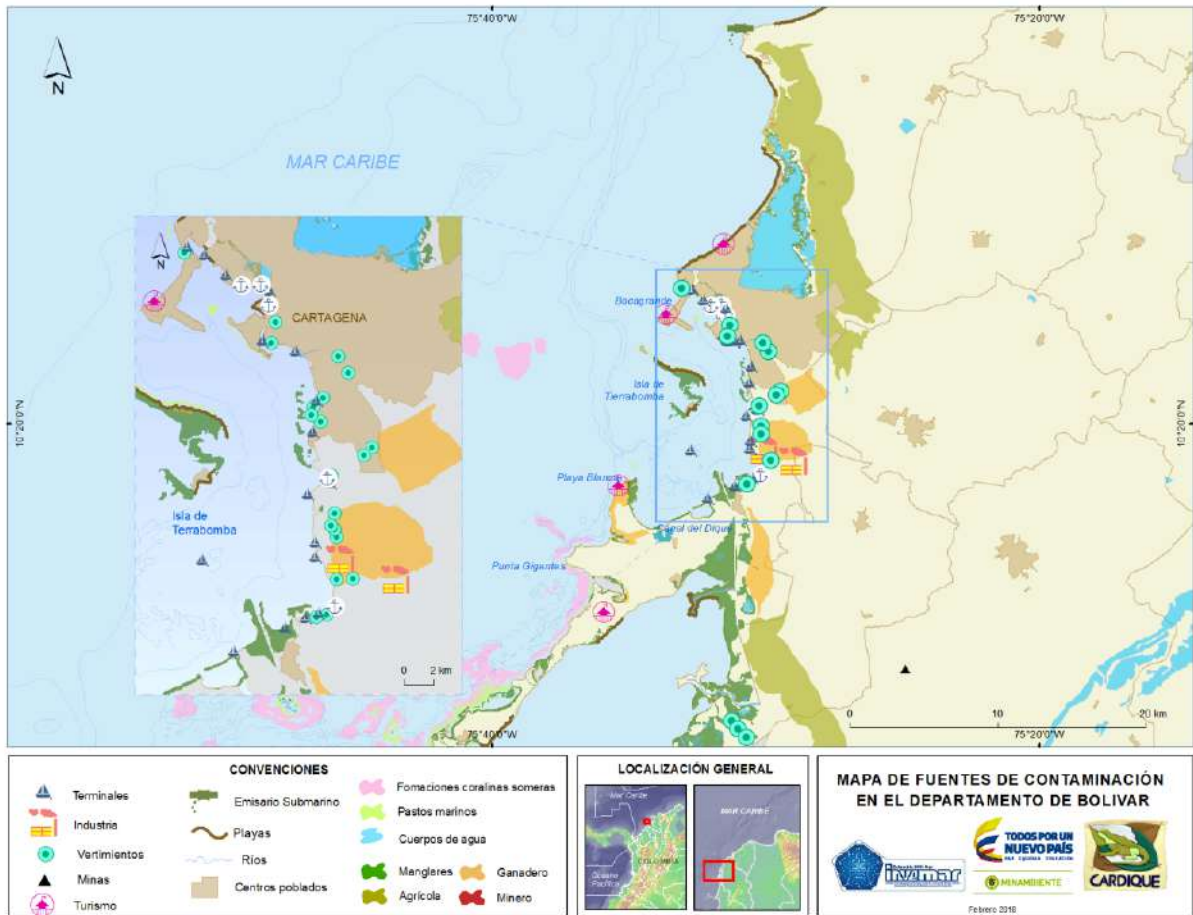 75°40'0"W
75°20'0"W
N
MAR CARIBE
CARTAGENA
Bocagrande
Isla de
Tierrabomba
10°20'0"N
10°20'0"N
Isla de
Terrabomba
Playa Blanca
Canal del Dique
Punta Gigantes
0 2 km
0 10 20 km
75°40'0"W
75°20'0"W
CONVENCIONES
Terminales
Industria
Vertimientos
Minas
Turismo
Emisario Submarino
Playas
Ríos
Centros poblados
Fomaciones coralinas someras
Pastos marinos
Cuerpos de agua
Manglares
Ganadero
Agrícola
Minero
LOCALIZACIÓN GENERAL
Mar Caribe
COLOMBIA
Océano
Pacífico
MAR CARIBE
MAPA DE FUENTES DE CONTAMINACIÓN
EN EL DEPARTAMENTO DE BOLIVAR
invemar
TODOS POR UN
NUEVO PAÍS
PAZ EQUIDAD EDUCACIÓN
MINAMBIENTE
CARDIQUE